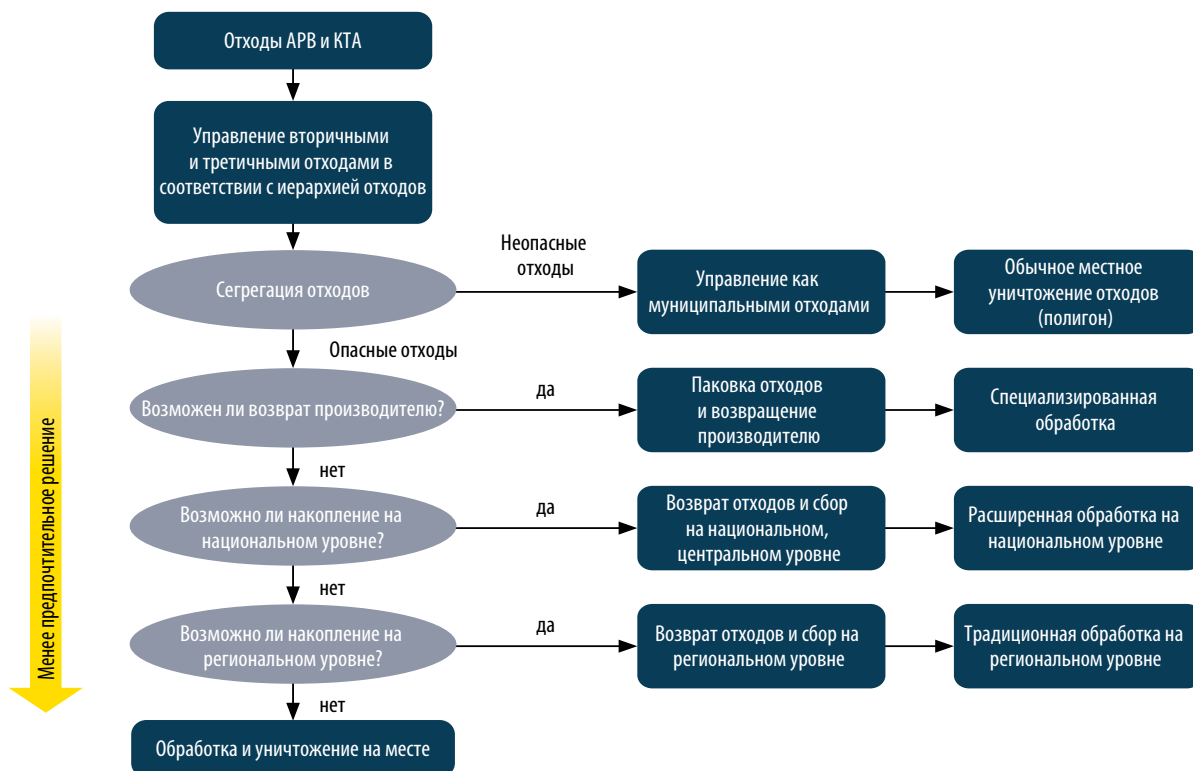 Отходы АРВ и КТА
Управление вторичными
и третичными отходами в
соответствии с иерархией отходов
Сегрегация отходов
Неопасные
отходы
Управление как
муниципальными отходами
Обычное местное
уничтожение отходов
(полигон)
Опасные отходы
Возможен ли возврат производителю?
да
Паковка отходов
и возвращение
производителю
Специализированная
обработка
нет
Возможно ли накопление на
национальном уровне?
да
Возврат отходов и сбор
на национальном,
центральном уровне
Расширенная обработка на
национальном уровне
нет
Возможно ли накопление на
региональном уровне?
да
Возврат отходов и сбор на
региональном уровне
Традиционная обработка на
региональном уровне
нет
Обработка и уничтожение на месте
Менее предпочтительное решение